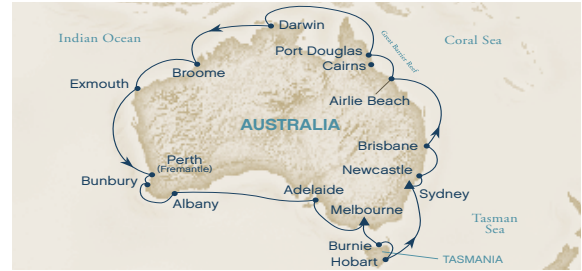 Darwin
Indian Ocean
Great Barrier Reef
Coral Sea
Port Douglas
Cairns
Broome
Exmouth
Airlie Beach
AUSTRALIA
Brisbane
Perth
(Fremantle)
Newcastle
Bunbury
Adelaide
Sydney
Albany
Melbourne
Tasman
Sea
Burnie
Hobart
TASMANIA